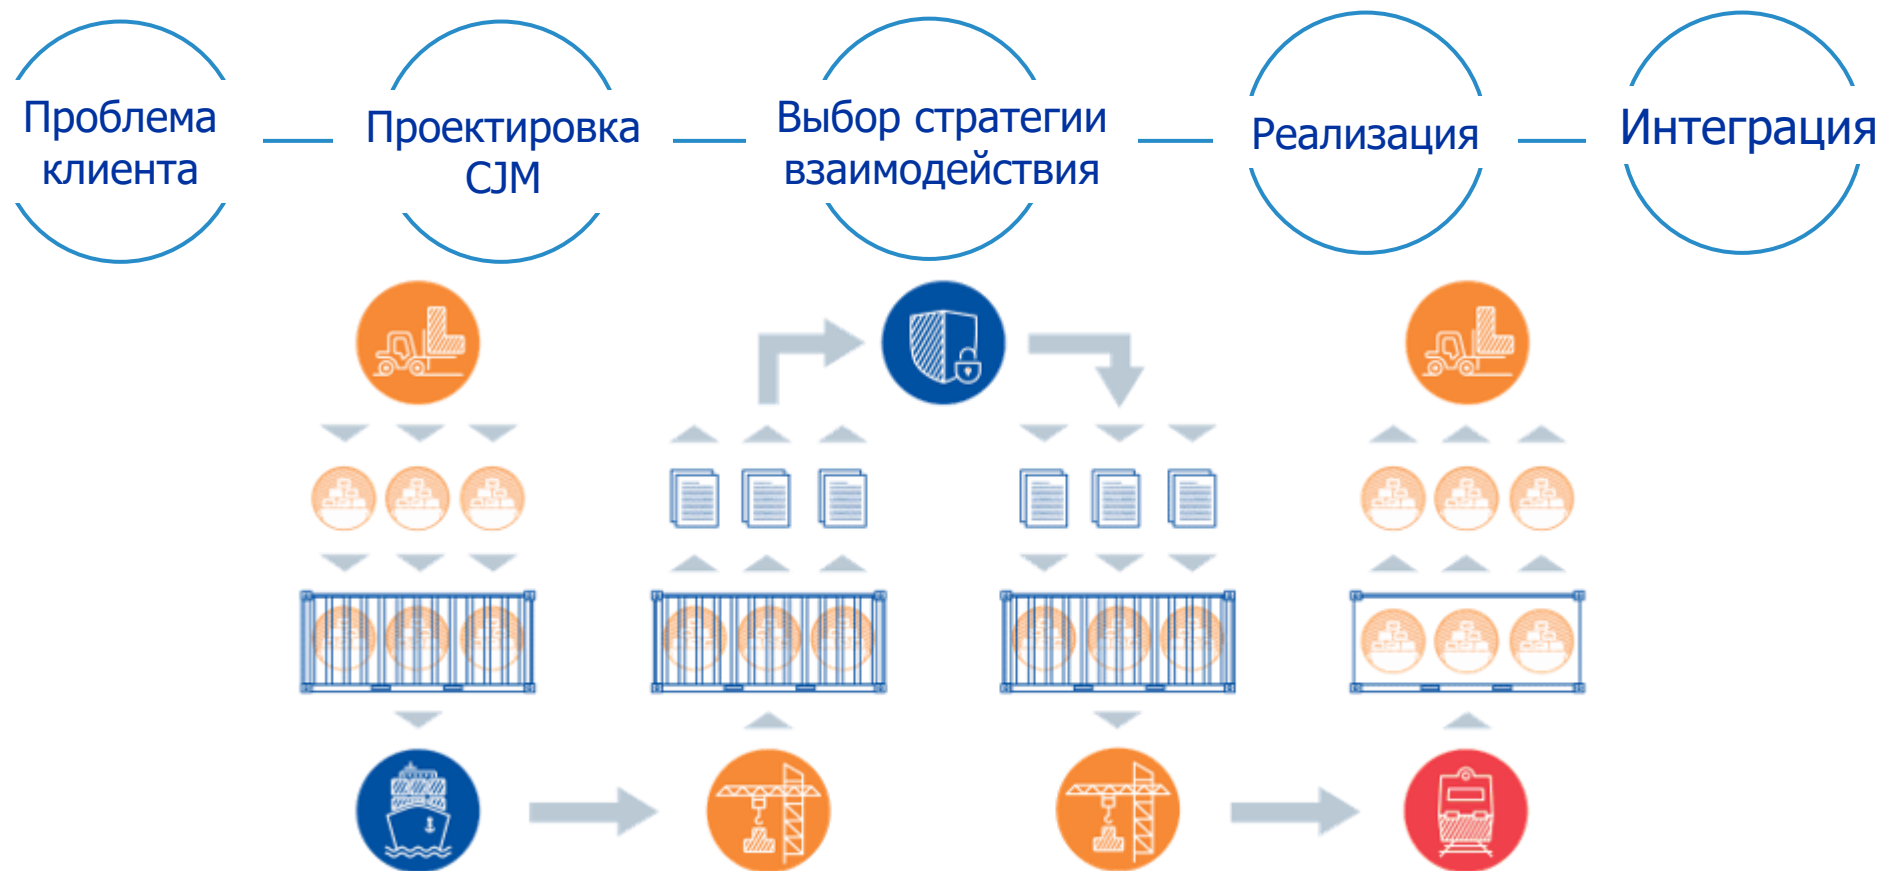 Проблема
клиента
Проектировка
CJM
Выбор стратегии
взаимодействия
Реализация
Интеграция